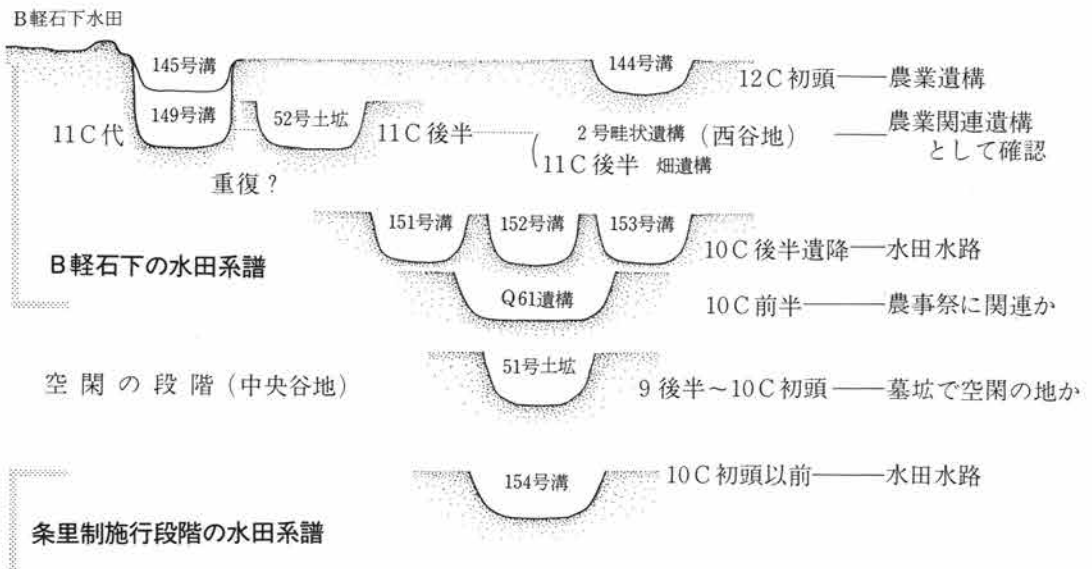 B軽石下水田
145号溝
144号溝
12C初頭――農業遺構
149号溝
11C代
52号土坑
11C後半
2号畦状遺構
11C後半 畑遺構
(西谷地)
農業関連遺構
として確認
重復?
151号溝
152号溝
153号溝
10C後半遺降――水田水路
B軽石下の水田系譜
Q61遺構
10C前半――農事祭に関連か
51号土坑
空閑の段階(中央谷地)
9後半~10C初頭――墓坑で空閑の地か
154号溝
10C初頭以前――水田水路
条里制施行段階の水田系譜